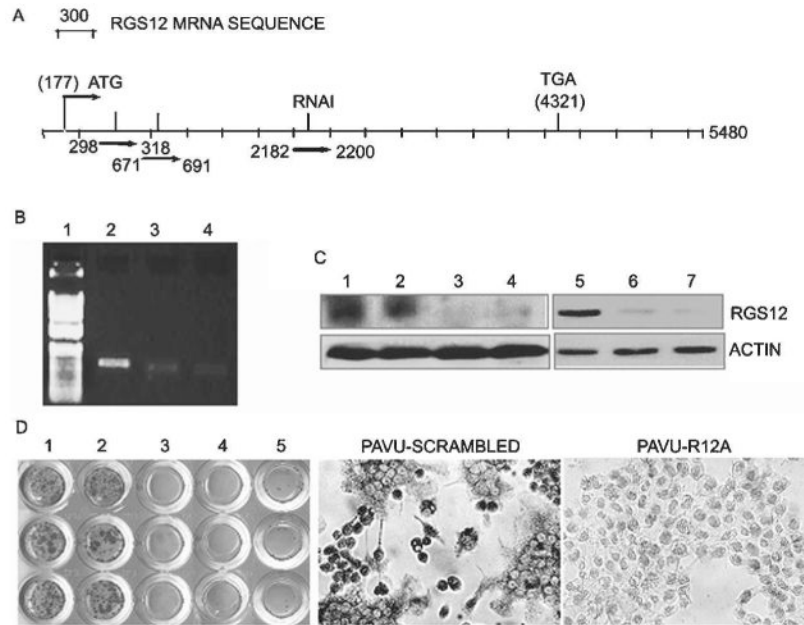 A
300
RGS12 MRNA SEQUENCE
(177) ATG
RNAI
TGA
(4321)
5480
298 318
671 691
2182 2200
B
1 2 3 4
C
1 2 3 4 5 6 7
RGS12
ACTIN
D
1 2 3 4 5
PAVU-SCRAMBLED
PAVU-R12A